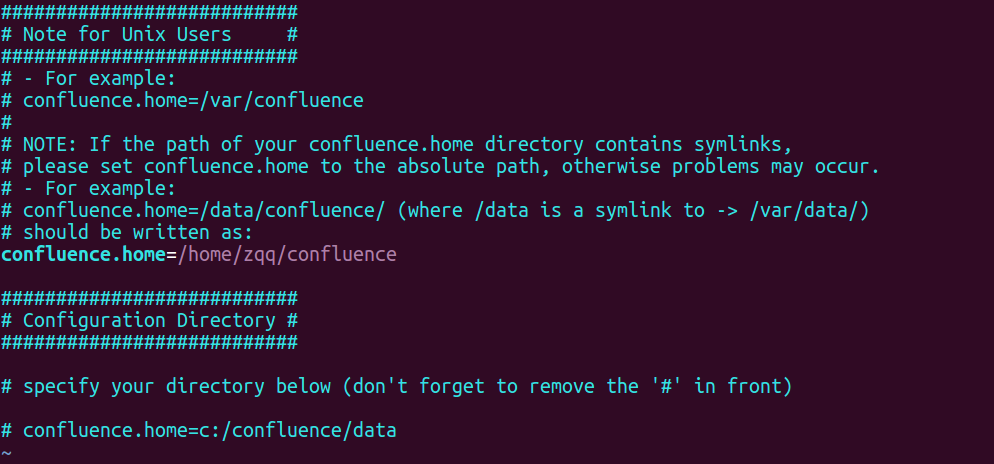 ###########################
# Note for Unix Users     #
###########################
# - For example:
# confluence.home=/var/confluence
#
# NOTE: If the path of your confluence.home directory contains symlinks,
# please set confluence.home to the absolute path, otherwise problems may occur.
# - For example:
# confluence.home=/data/confluence/ (where /data is a symlink to -> /var/data/)
# should be written as:
confluence.home=/home/zqq/confluence
###########################
# Configuration Directory #
###########################
# specify your directory below (don't forget to remove the '#' in front)
# confluence.home=c:/confluence/data
~